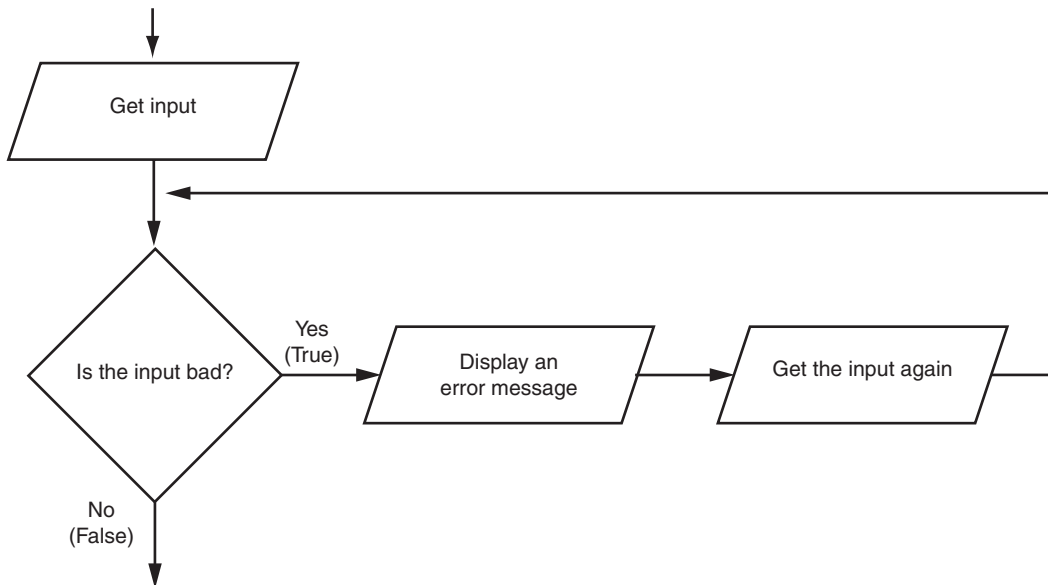 Get input
Is the input bad?
Yes
(True)
Display an
error message
Get the input again
No
(False)